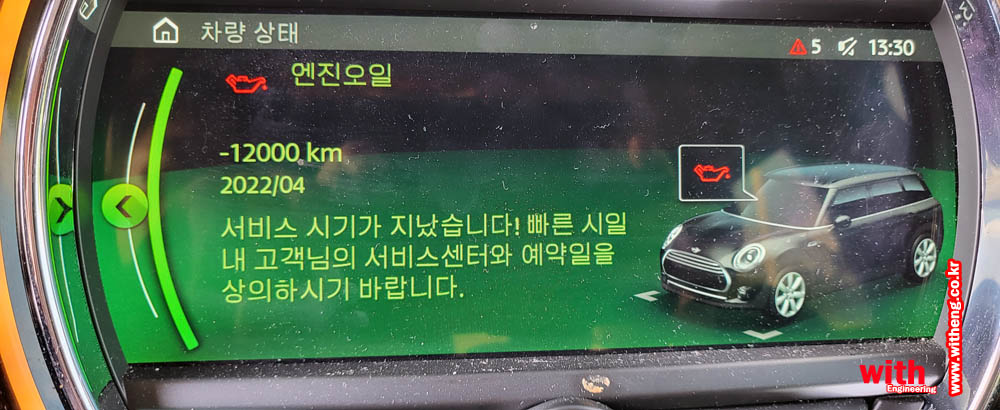 차량 상태
5
13:30
엔진오일
-12000 km
2022/04
서비스 시기가 지났습니다! 빠른 시일
내 고객님의 서비스센터와 예약일을
상의하시기 바랍니다.
with
Engineering
www.witheng.co.kr